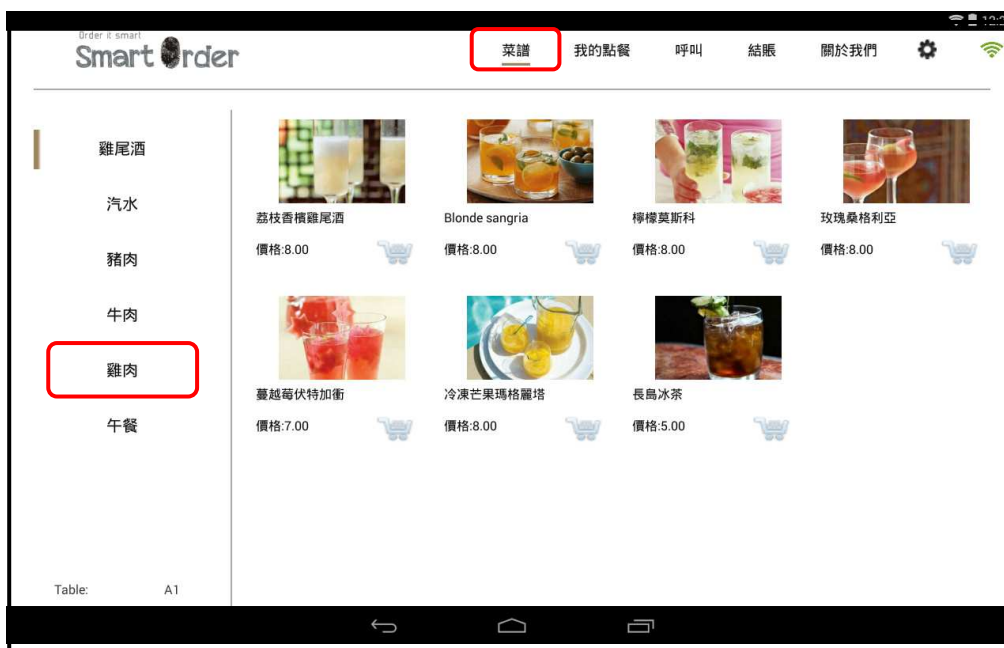 12:2
Order it smart
Smart Order
菜譜 我的點餐 呼叫 結賬 關於我們
雞尾酒
汽水
豬肉
牛肉
雞肉
午餐
荔枝香檳雞尾酒 Blonde sangria 檸檬莫斯科 玫瑰桑格利亞
價格:8.00 價格:8.00 價格:8.00 價格:8.00
蔓越莓伏特加衝 冷凍芒果瑪格麗塔 長島冰茶
價格:7.00 價格:8.00 價格:5.00
Table: A1